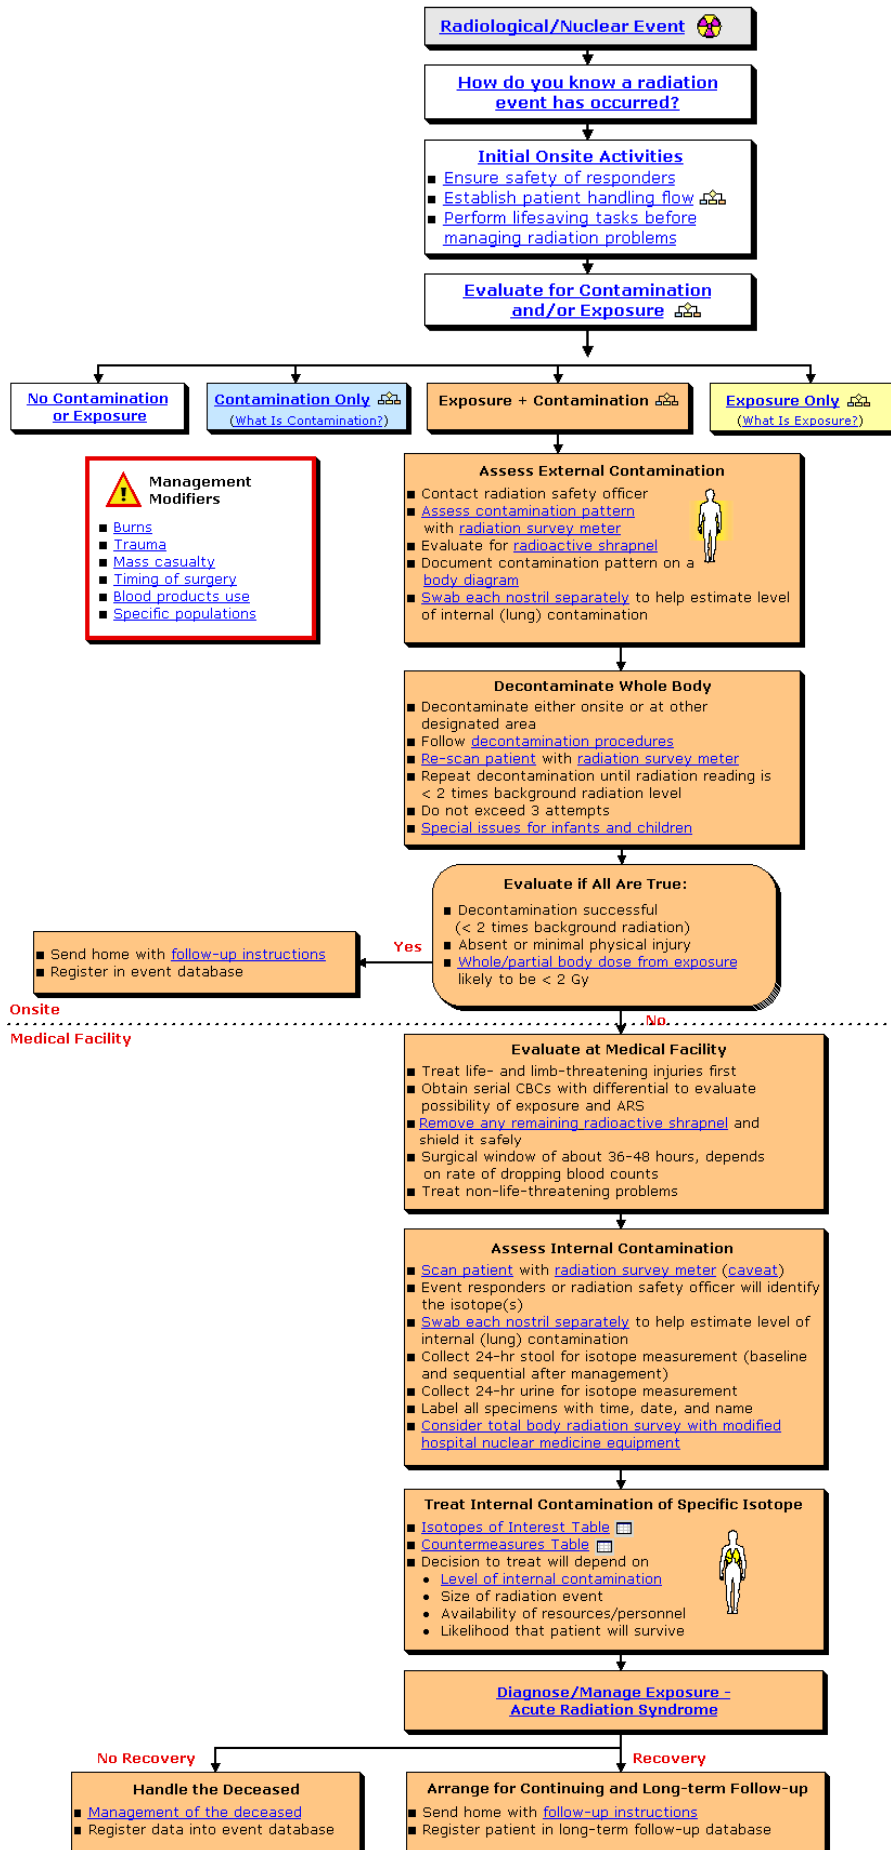 Radiological/Nuclear Event
How do you know a radiation
event has occurred?
Initial Onsite Activities
■ Ensure safety of responders
■ Establish patient handling flow
■ Perform lifesaving tasks before
managing radiation problems
Evaluate for Contamination
and/or Exposure
No Contamination
or Exposure
Contamination Only
(What Is Contamination?)
Exposure + Contamination
Exposure Only
(What Is Exposure?)
Management
Modifiers
■ Burns
■ Trauma
■ Mass casualty
■ Timing of surgery
■ Blood products use
■ Specific populations
Assess External Contamination
■ Contact radiation safety officer
■ Assess contamination pattern
with radiation survey meter
■ Evaluate for radioactive shrapnel
■ Document contamination pattern on a
body diagram
■ Swab each nostril separately to help estimate level
of internal (lung) contamination
Decontaminate Whole Body
■ Decontaminate either onsite or at other
designated area
■ Follow decontamination procedures
■ Re-scan patient with radiation survey meter
■ Repeat decontamination until radiation reading is
< 2 times background radiation level
■ Do not exceed 3 attempts
■ Special issues for infants and children
Evaluate if All Are True:
■ Decontamination successful
(< 2 times background radiation)
■ Absent or minimal physical injury
■ Whole/partial body dose from exposure
likely to be < 2 Gy
Yes
■ Send home with follow-up instructions
■ Register in event database
Onsite
No
Medical Facility
Evaluate at Medical Facility
■ Treat life- and limb-threatening injuries first
■ Obtain serial CBCs with differential to evaluate
possibility of exposure and ARS
■ Remove any remaining radioactive shrapnel and
shield it safely
■ Surgical window of about 36-48 hours, depends
on rate of dropping blood counts
■ Treat non-life-threatening problems
Assess Internal Contamination
■ Scan patient with radiation survey meter (caveat)
■ Event responders or radiation safety officer will identify
the isotope(s)
■ Swab each nostril separately to help estimate level of
internal (lung) contamination
■ Collect 24-hr stool for isotope measurement (baseline
and sequential after management)
■ Collect 24-hr urine for isotope measurement
■ Label all specimens with time, date, and name
■ Consider total body radiation survey with modified
hospital nuclear medicine equipment
Treat Internal Contamination of Specific Isotope
■ Isotopes of Interest Table
■ Countermeasures Table
■ Decision to treat will depend on
• Level of internal contamination
• Size of radiation event
• Availability of resources/personnel
• Likelihood that patient will survive
Diagnose/Manage Exposure -
Acute Radiation Syndrome
No Recovery
Recovery
Handle the Deceased
■ Management of the deceased
■ Register data into event database
Arrange for Continuing and Long-term Follow-up
■ Send home with follow-up instructions
■ Register patient in long-term follow-up database